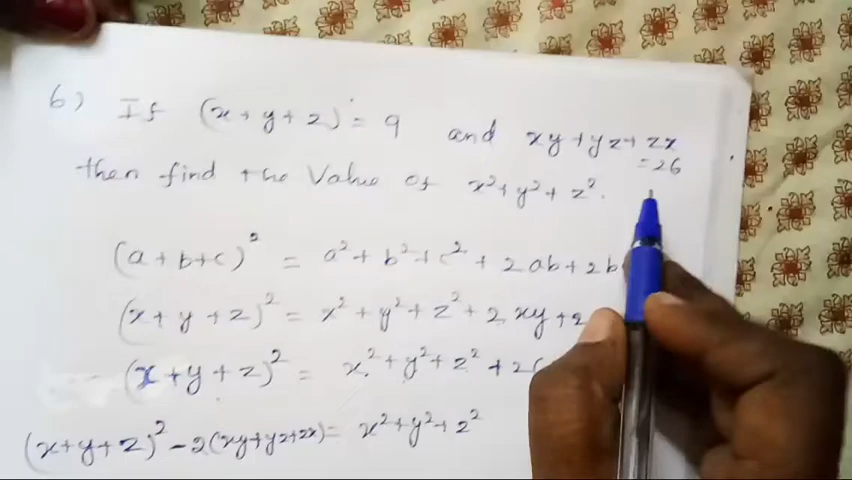 6) If (x+y+z) = 9 and xy+yz+zx
=26
then find the Value of x²+y²+z².
(a+b+c)² = a²+b²+c²+2ab+2b
(x+y+z)² = x²+y²+z²+2xy+2
(x+y+z)² = x²+y²+z²+2(
(x+y+z)²-2(xy+yz+zx)= x²+y²+z²